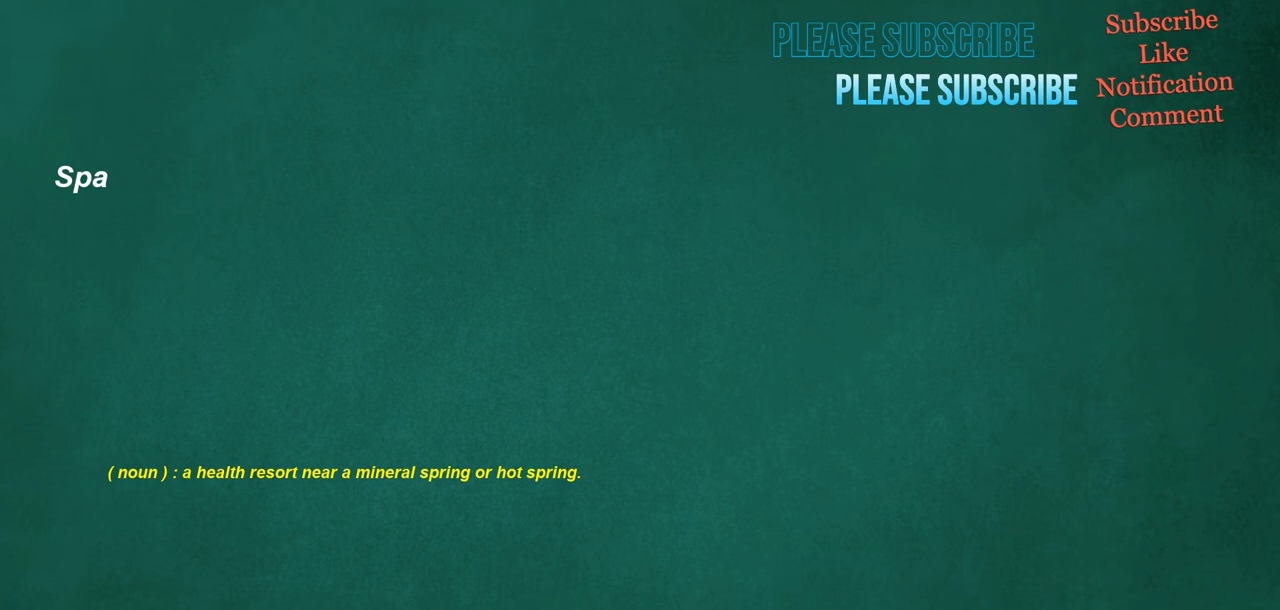 PLEASE SUBSCRIBE
PLEASE SUBSCRIBE
Subscribe
Like
Notification
Comment
Spa
( noun ) : a health resort near a mineral spring or hot spring.